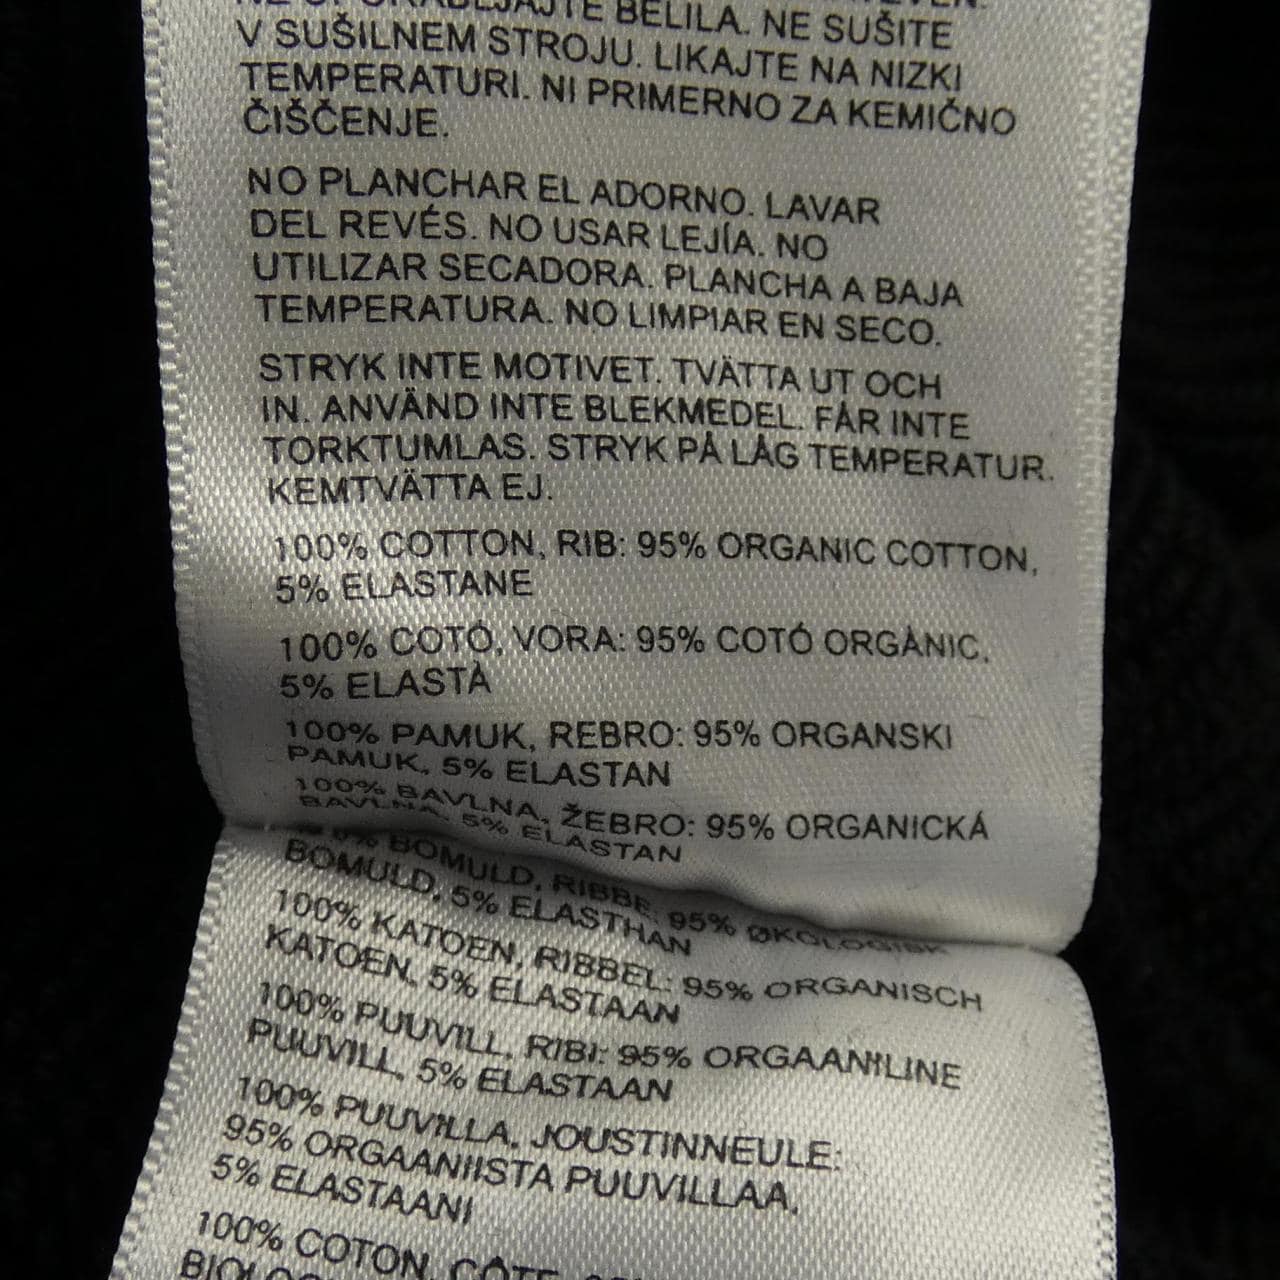 BELILA. NE SUŠITE
V SUŠILNEM STROJU. LIKAJTE NA NIZKI
TEMPERATURI. NI PRIMERNO ZA KEMIČNO
ČIŠČENJE.
NO PLANCHAR EL ADORNO. LAVAR
DEL REVÉS. NO USAR LEJÍA. NO
UTILIZAR SECADORA. PLANCHA A BAJA
TEMPERATURA. NO LIMPIAR EN SECO.
STRYK INTE MOTIVET. TVÄTTA UT OCH
IN. ANVÄND INTE BLEKMEDEL. FÅR INTE
TORKTUMLAS. STRYK PÅ LÅG TEMPERATUR.
KEMTVÄTTA EJ.
100% COTTON, RIB: 95% ORGANIC COTTON,
5% ELASTANE
100% COTÓ, VORA: 95% COTÓ ORGÀNIC,
5% ELASTÀ
100% PAMUK, REBRO: 95% ORGANSKI
PAMUK, 5% ELASTAN
100% BAVLNA, ŽEBRO: 95% ORGANICKÁ
BAVLNA, 5% ELASTAN
BOMULD, RIBBE: 95% ØKOLOGISK
BOMULD, 5% ELASTHAN
100% KATOEN, RIBBEL: 95% ORGANISCH
KATOEN, 5% ELASTAAN
100% PUUVILL, RIBI: 95% ORGAANILINE
PUUVILL, 5% ELASTAAN
100% PUUVILLA, JOUSTINNEULE:
95% ORGAANIISTA PUUVILLAA,
5% ELASTAANI
100% COTON, CÔTE